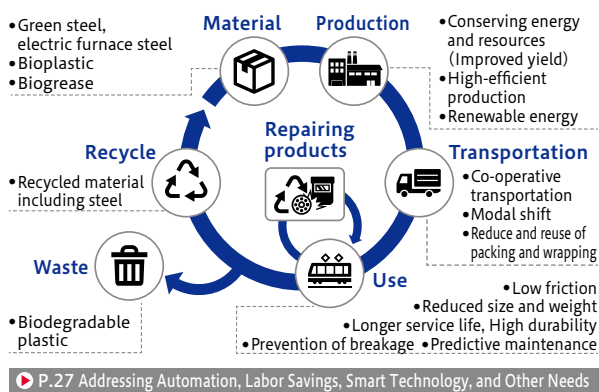 Material
•Green steel,
electric furnace steel
•Bioplastic
•Biogrease
Production
•Conserving energy
and resources
(Improved yield)
•High-efficient
production
•Renewable energy
Transportation
•Co-operative
transportation
•Modal shift
•Reduce and reuse of
packing and wrapping
Repairing
products
Use
•Low friction
•Reduced size and weight
•Longer service life, High durability
•Prevention of breakage •Predictive maintenance
Recycle
•Recycled material
including steel
Waste
•Biodegradable
plastic
P.27 Addressing Automation, Labor Savings, Smart Technology, and Other Needs